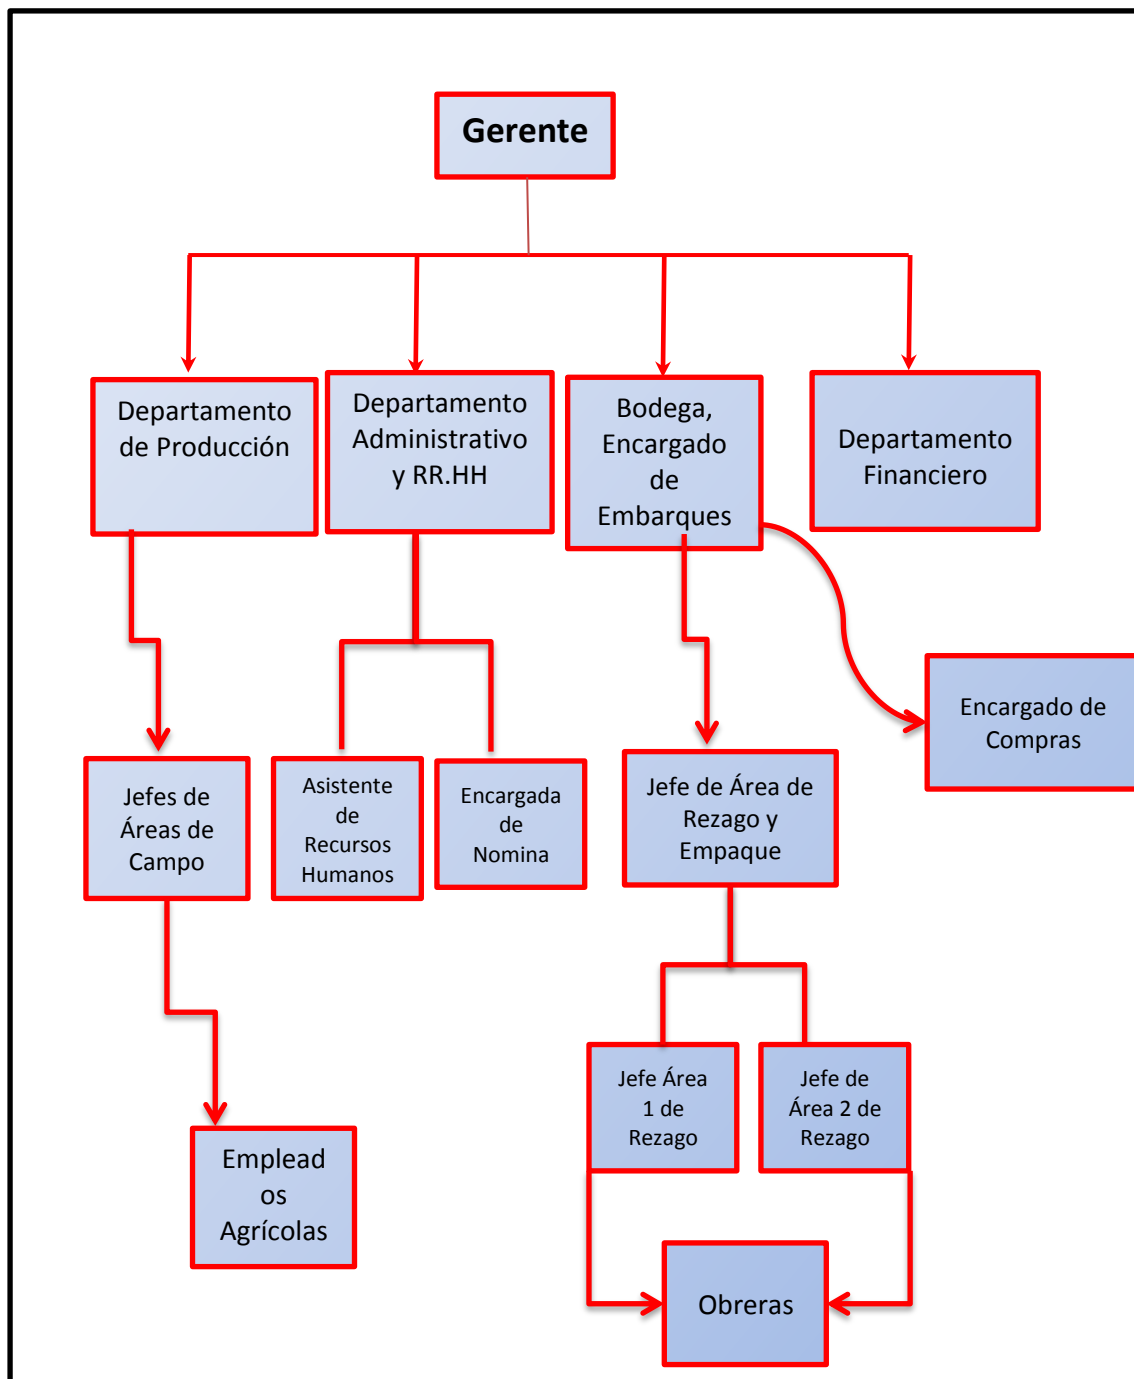 Gerente
Departamento
de Producción
Departamento
Administrativo
y RR.HH
Bodega,
Encargado
de
Embarques
Departamento
Financiero
Encargado de
Compras
Jefes de
Áreas de
Campo
Asistente
de
Recursos
Humanos
Encargada
de
Nomina
Jefe de Área de
Rezago y
Empaque
Jefe Área
1 de
Rezago
Jefe de
Área 2 de
Rezago
Emplead
os
Agrícolas
Obreras